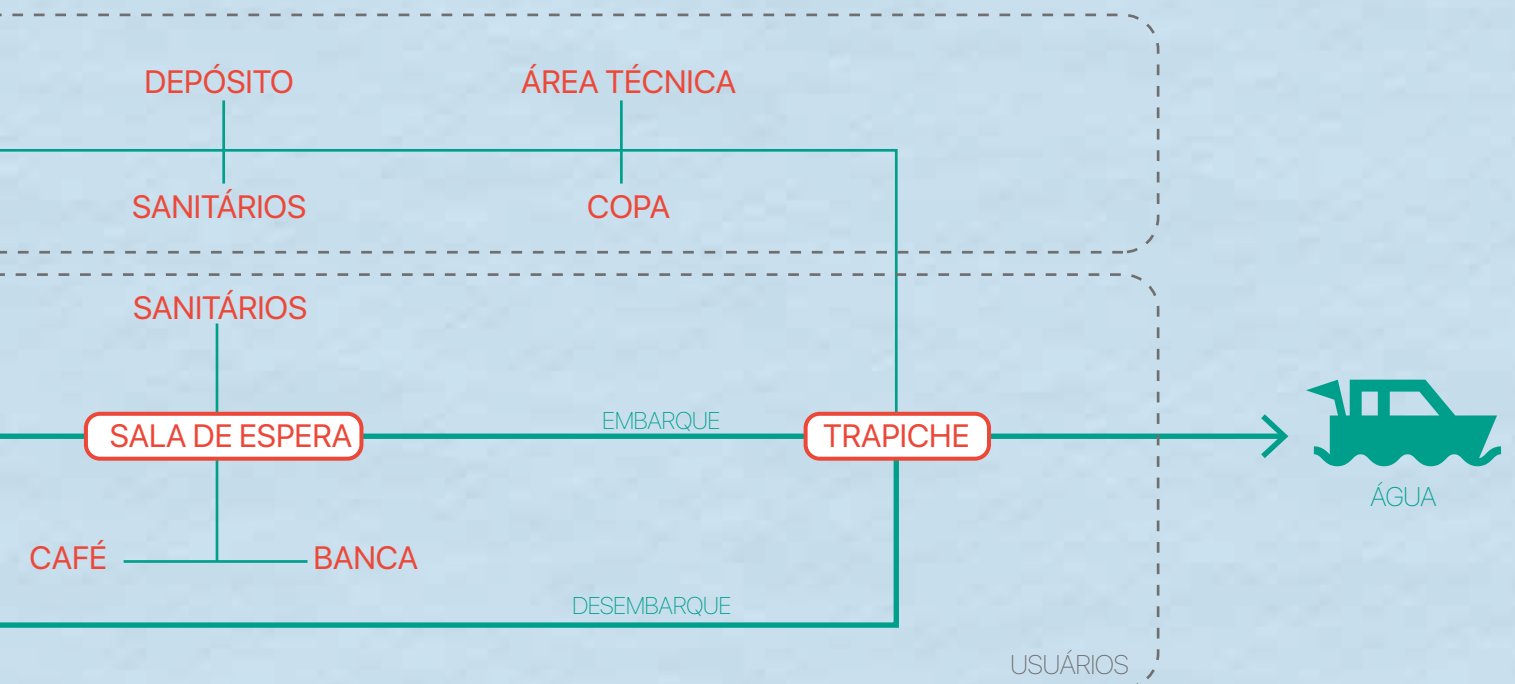 DEPÓSITO
ÁREA TÉCNICA
SANITÁRIOS
COPA
SANITÁRIOS
EMBARQUE
SALA DE ESPERA
TRAPICHE
ÁGUA
CAFÉ
BANCA
DESEMBARQUE
USUÁRIOS